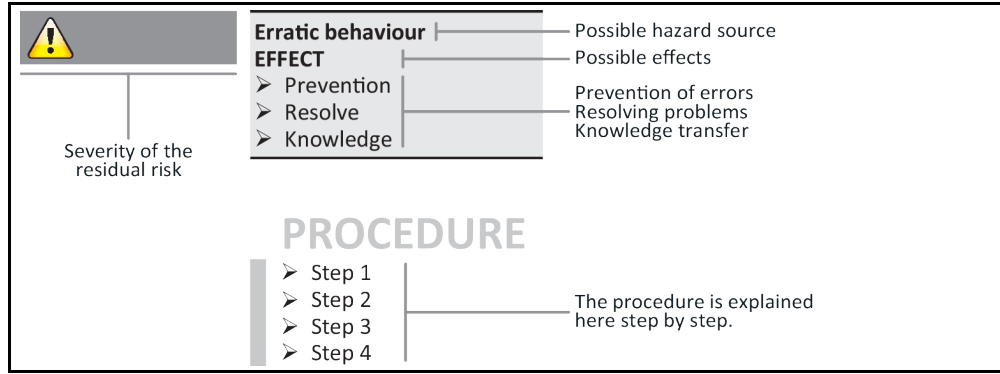 Erratic behaviour
Possible hazard source
EFFECT
Possible effects
➢ Prevention
➢ Resolve
➢ Knowledge
Prevention of errors
Resolving problems
Knowledge transfer
Severity of the
residual risk
PROCEDURE
➢ Step 1
➢ Step 2
➢ Step 3
➢ Step 4
The procedure is explained
here step by step.